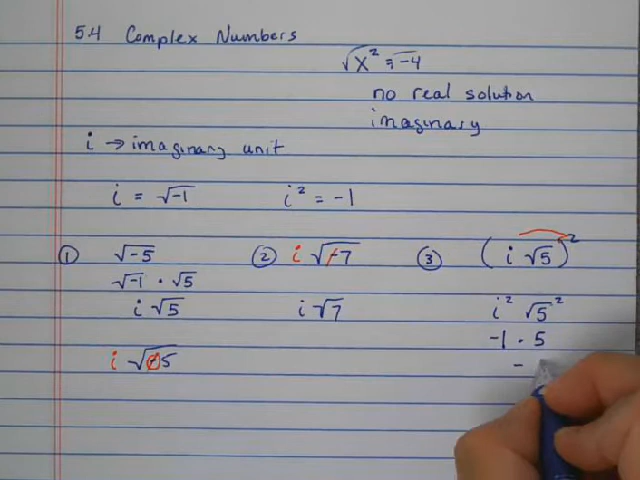 5.4 Complex Numbers
√x² = √-4
no real solution
imaginary
i → imaginary unit
i = √-1 i² = -1
① √-5
√-1 · √5
i √5
i √-5
② i √-7
i √7
③ (i √5)²
i² √5²
-1 · 5
-